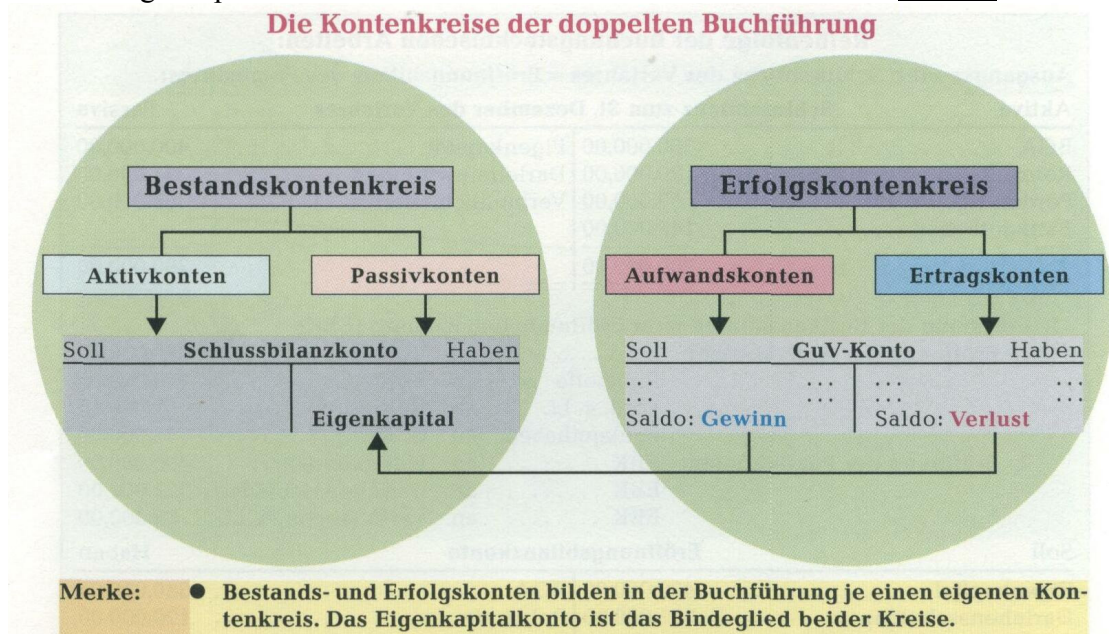 Die Kontenkreise der doppelten Buchführung
Bestandskontenkreis
Aktivkonten Passivkonten
Soll Schlussbilanzkonto Haben
Eigenkapital
Erfolgskontenkreis
Aufwandskonten Ertragskonten
Soll GuV-Konto Haben
... ... ... ...
... ... ... ...
Saldo: Gewinn Saldo: Verlust
Merke: ● Bestands- und Erfolgskonten bilden in der Buchführung je einen eigenen Kon-
tenkreis. Das Eigenkapitalkonto ist das Bindeglied beider Kreise.